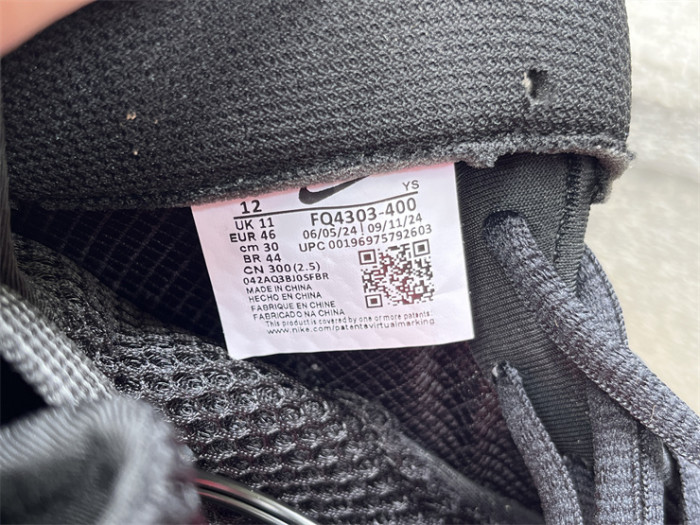 YS
12
UK 11
EUR 46
cm 30
BR 44
CN 300(2.5)
042AQ3BJ0SFBR
FQ4303-400
06/05/24 | 09/11/24
UPC 00196975792603
MADE IN CHINA
HECHO EN CHINA
FABRIQUE EN CHINE
FABRICADO NA CHINA
This product is covered by one or more patents:
www.nike.com/patentsvirtualmarking